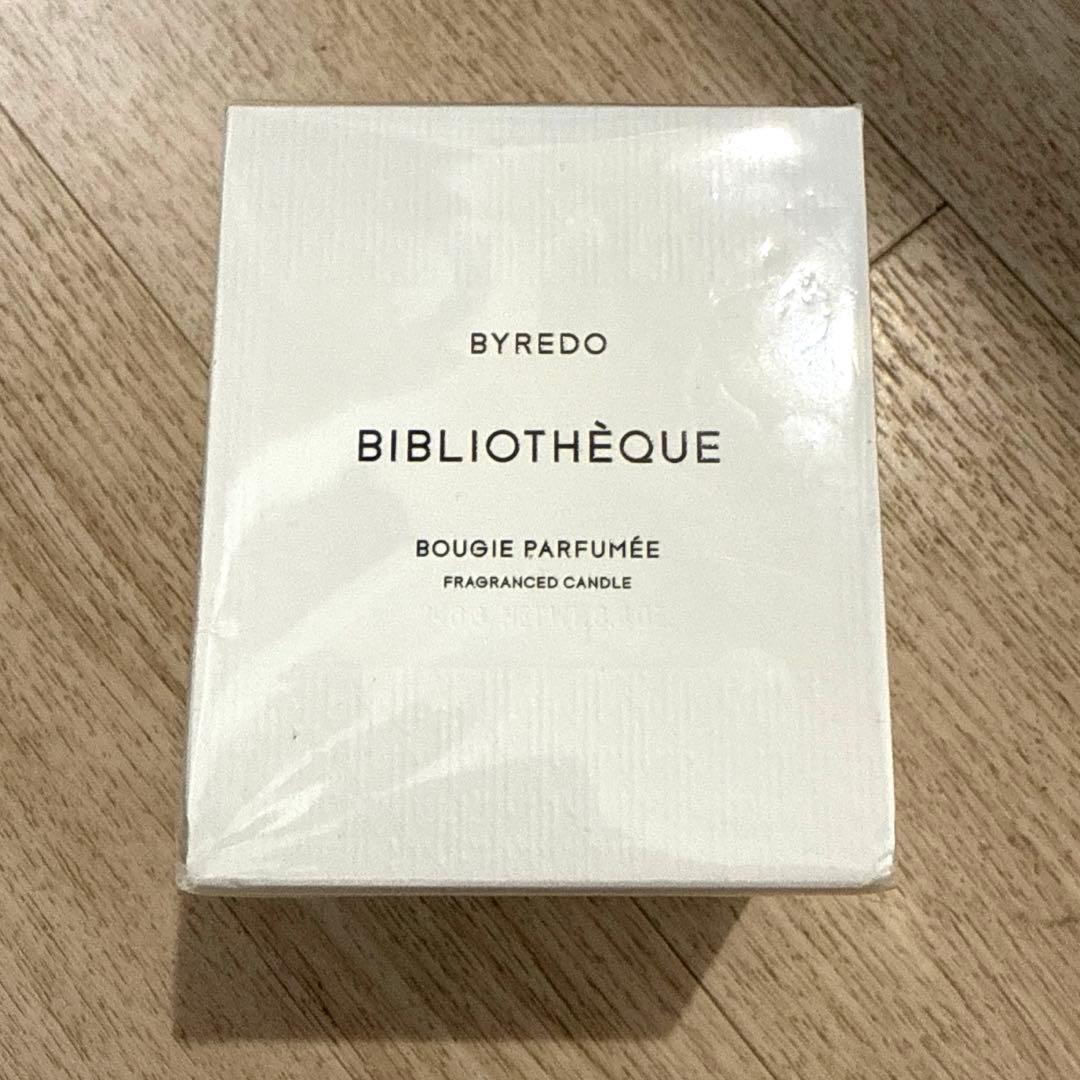 BYREDO
BIBLIOTHÈQUE
BOUGIE PARFUMÉE
FRAGRANCED CANDLE